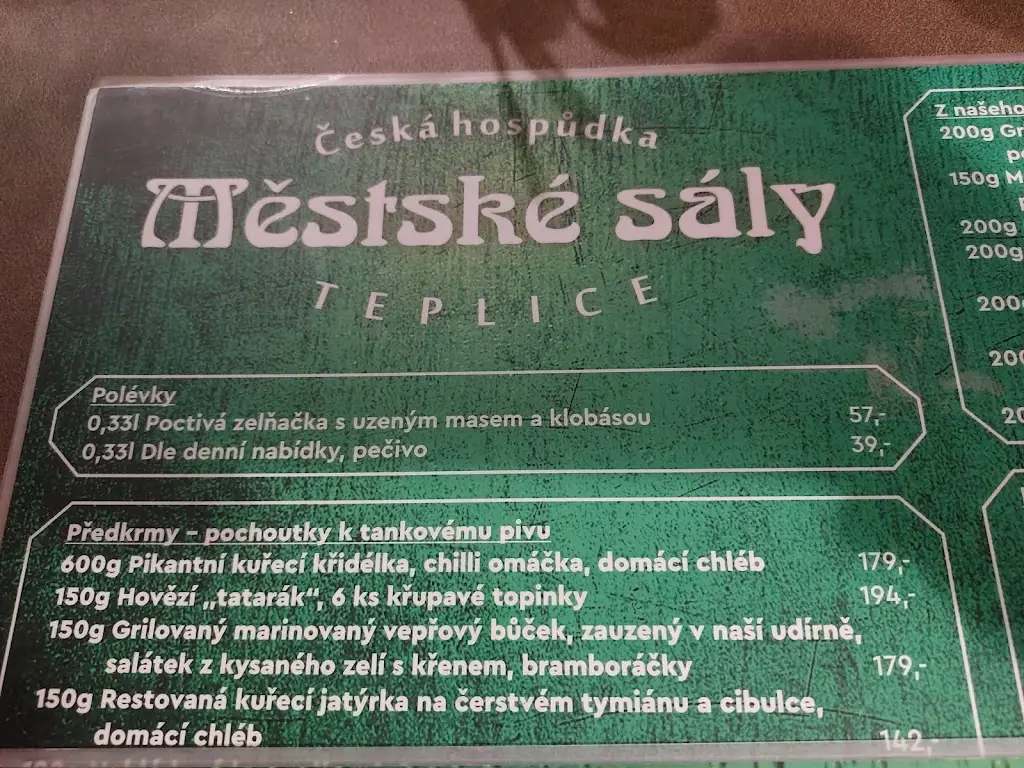 Česká hospůdka
Městské sály
TEPLICE
Polévky
0,33l Poctivá zelňačka s uzeným masem a klobásou 57,-
0,33l Dle denní nabídky, pečivo 39,-
Předkrmy – pochoutky k tankovému pivu
600g Pikantní kuřecí křidélka, chilli omáčka, domácí chléb 179,-
150g Hovězí „tatarák“, 6 ks křupavé topinky 194,-
150g Grilovaný marinovaný vepřový bůček, zauzený v naší udírně,
salátek z kysaného zelí s křenem, bramboráčky 179,-
150g Restovaná kuřecí jatýrka na čerstvém tymiánu a cibulce,
domácí chléb 142,-
Z našeho
200g
150g
200g
200g